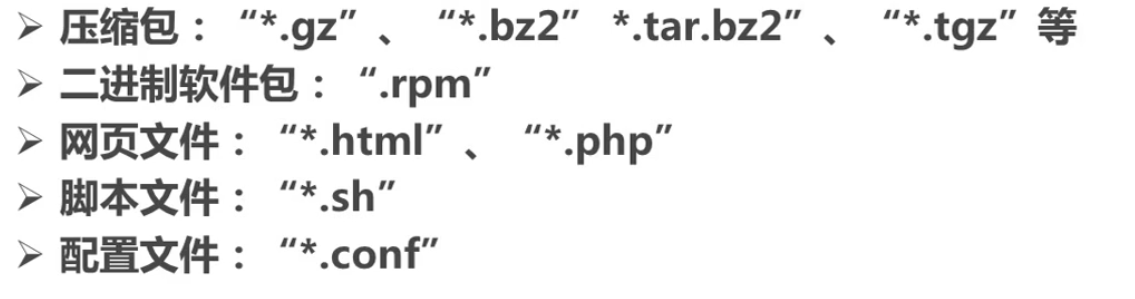 ➢ 压缩包：“*.gz”、 “*.bz2” *.tar.bz2”、 “*.tgz”等
➢ 二进制软件包：“.rpm”
➢ 网页文件：“*.html”、 “*.php”
➢ 脚本文件：“*.sh”
➢ 配置文件：“*.conf”